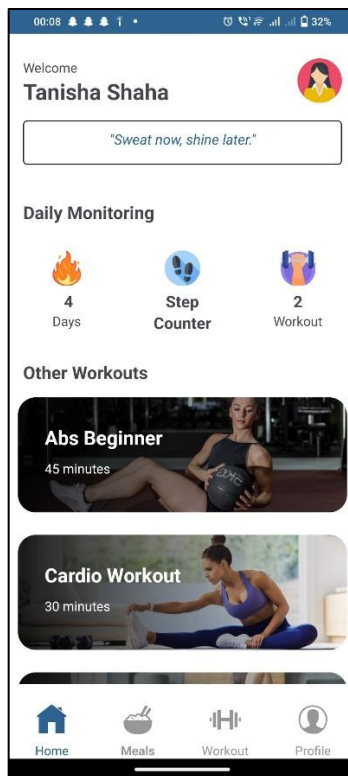 00:08 32%
Welcome
Tanisha Shaha
"Sweat now, shine later."
Daily Monitoring
4 Step 2
Days Counter Workout
Other Workouts
Abs Beginner
45 minutes
Cardio Workout
30 minutes
Home Meals Workout Profile